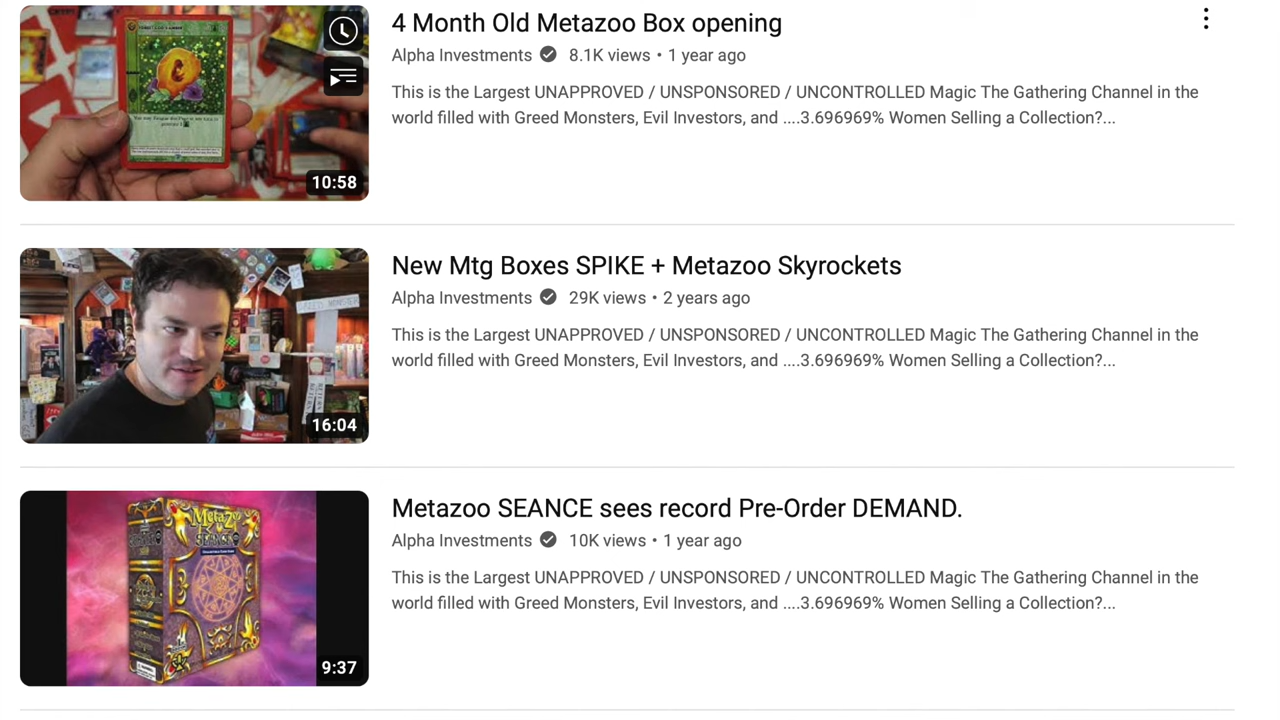 4 Month Old Metazoo Box opening
Alpha Investments 8.1K views • 1 year ago
This is the Largest UNAPPROVED / UNSPONSORED / UNCONTROLLED Magic The Gathering Channel in the
world filled with Greed Monsters, Evil Investors, and ....3.696969% Women Selling a Collection?...
10:58
New Mtg Boxes SPIKE + Metazoo Skyrockets
Alpha Investments 29K views • 2 years ago
This is the Largest UNAPPROVED / UNSPONSORED / UNCONTROLLED Magic The Gathering Channel in the
world filled with Greed Monsters, Evil Investors, and ....3.696969% Women Selling a Collection?...
16:04
Metazoo SEANCE sees record Pre-Order DEMAND.
Alpha Investments 10K views • 1 year ago
This is the Largest UNAPPROVED / UNSPONSORED / UNCONTROLLED Magic The Gathering Channel in the
world filled with Greed Monsters, Evil Investors, and ....3.696969% Women Selling a Collection?...
MetaZoo
SEANCE
9:37